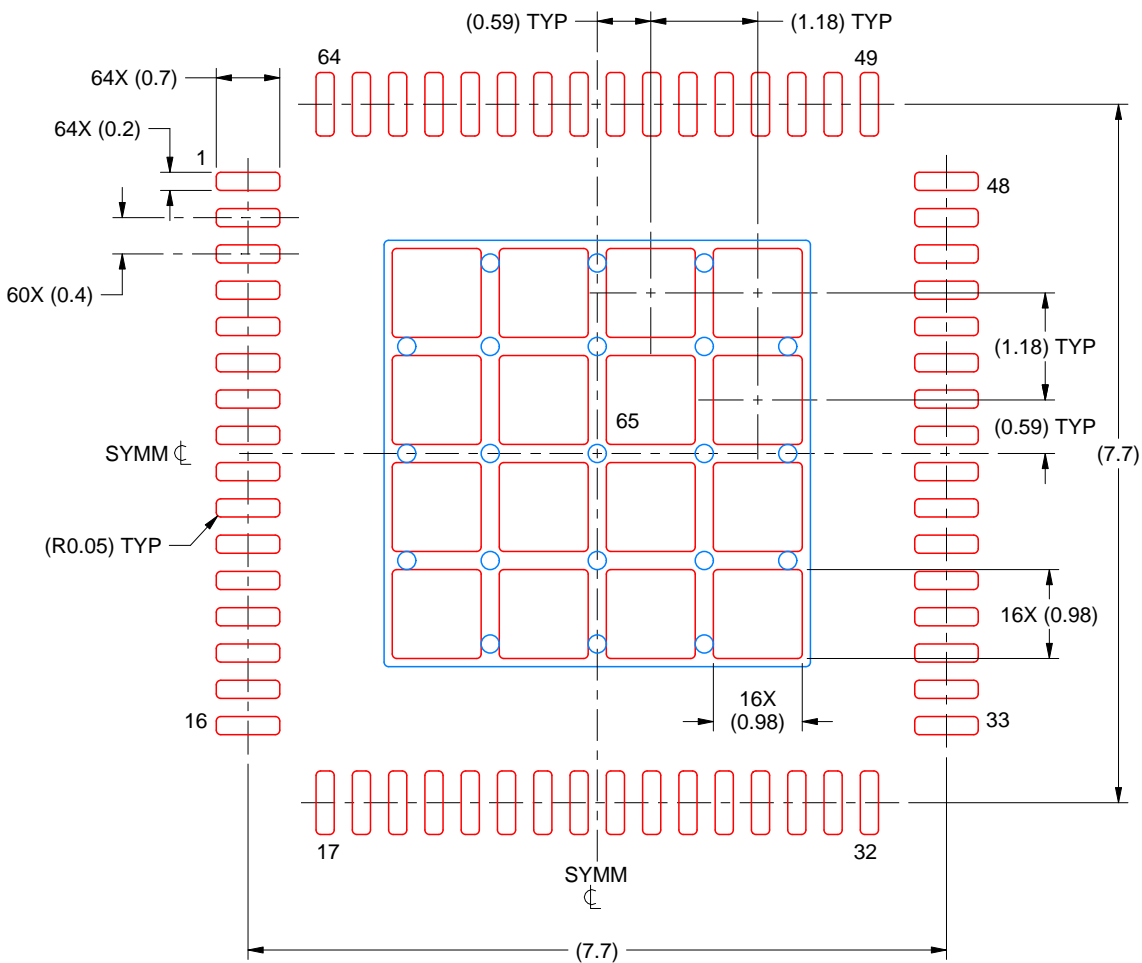 (0.59) TYP
(1.18) TYP
64
49
64X (0.7)
64X (0.2)
1
48
60X (0.4)
(1.18) TYP
65
(0.59) TYP
SYMM ℄
(7.7)
(R0.05) TYP
16X (0.98)
16X
(0.98)
16
33
17
32
SYMM
℄
(7.7)